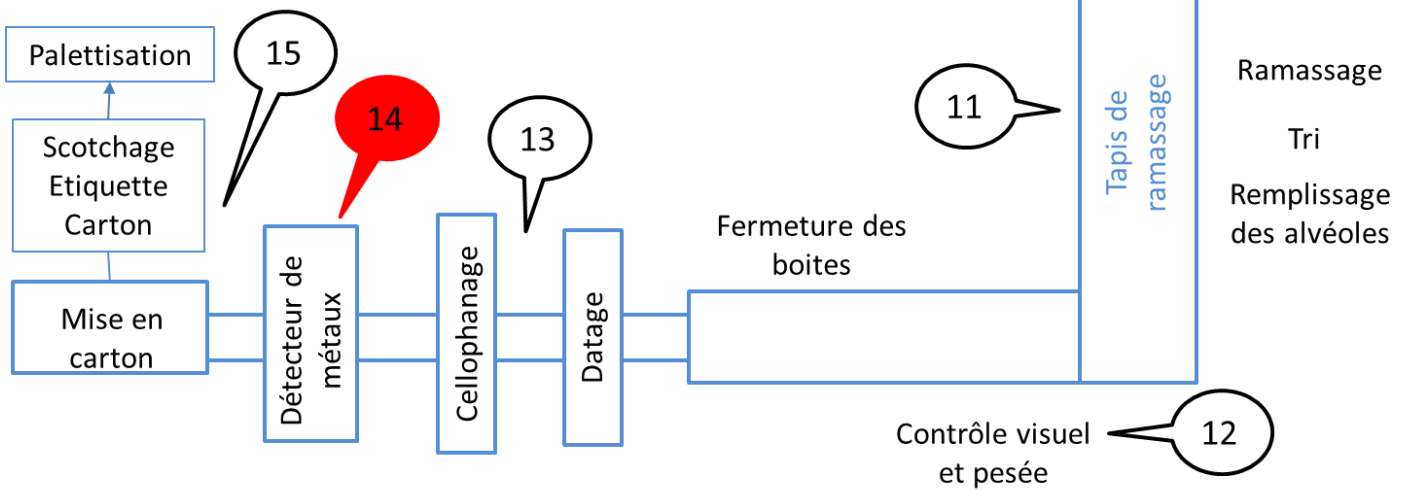 Palettisation
15
14
13
11
Tapis de
ramassage
Ramassage
Tri
Remplissage
des alvéoles
Scotchage
Etiquette
Carton
Fermeture des
boites
Mise en
carton
Détecteur de
métaux
Cellophanage
Datage
Contrôle visuel
et pesée
12